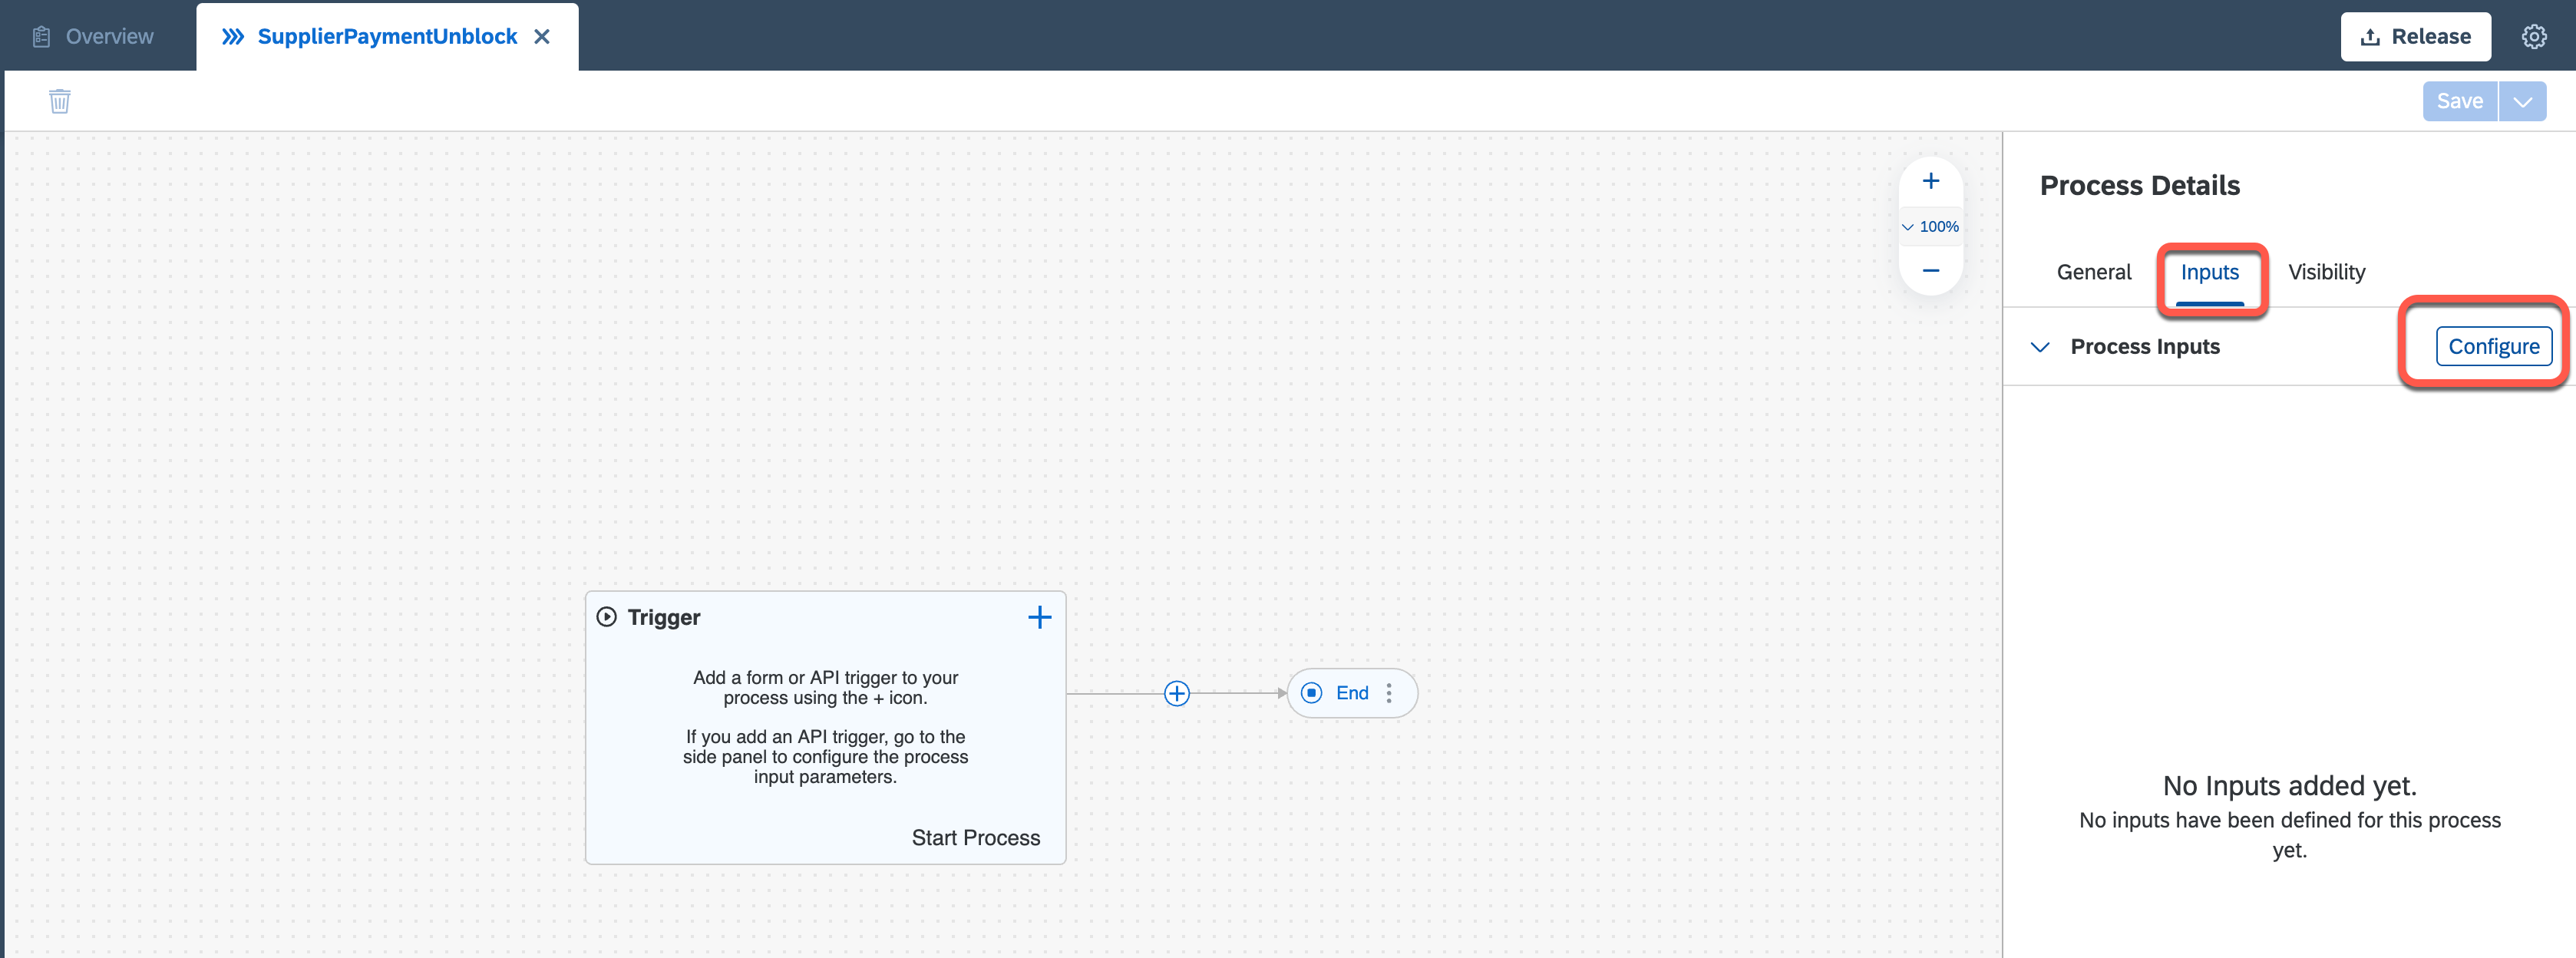 Overview
SupplierPaymentUnblock
Release
Save
100%
Process Details
General
Inputs
Visibility
Process Inputs
Configure
Trigger
Add a form or API trigger to your
process using the + icon.
If you add an API trigger, go to the
side panel to configure the process
input parameters.
Start Process
End
No Inputs added yet.
No inputs have been defined for this process
yet.